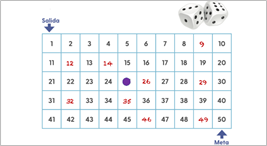 Salida
1 2 3 4 5 6 7 8 9 10
11 12 13 14 15 16 17 18 19 20
21 22 23 24 26 27 28 29 30
31 32 33 34 35 36 37 38 39 40
41 42 43 44 45 46 47 48 49 50
Meta